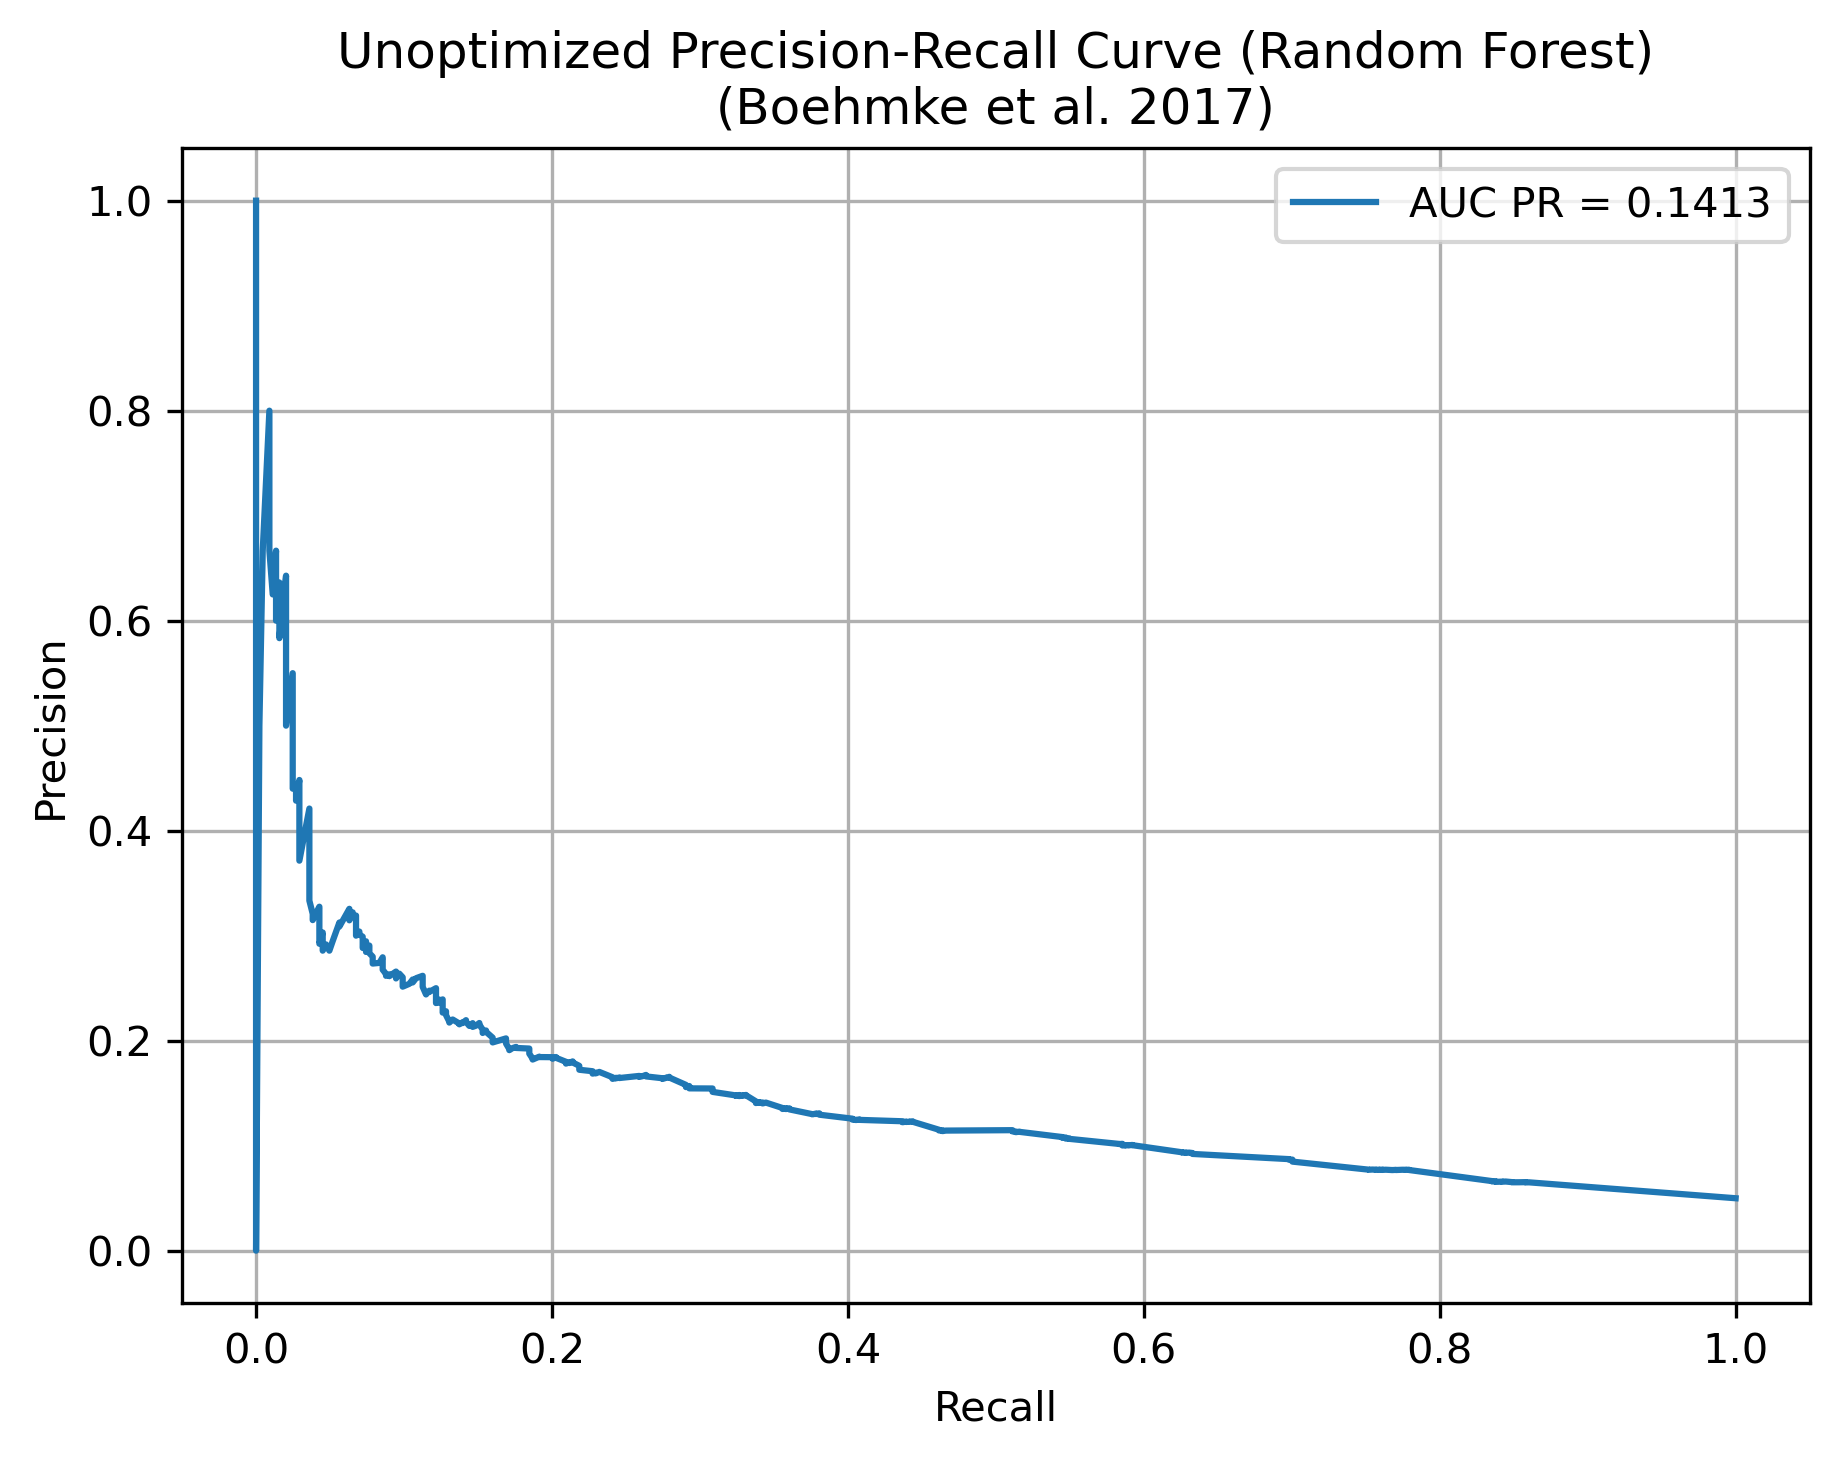 Unoptimized Precision-Recall Curve (Random Forest)
(Boehmke et al. 2017)
AUC PR = 0.1413
1.0
0.8
0.6
0.4
0.2
0.0
Precision
0.0 0.2 0.4 0.6 0.8 1.0
Recall